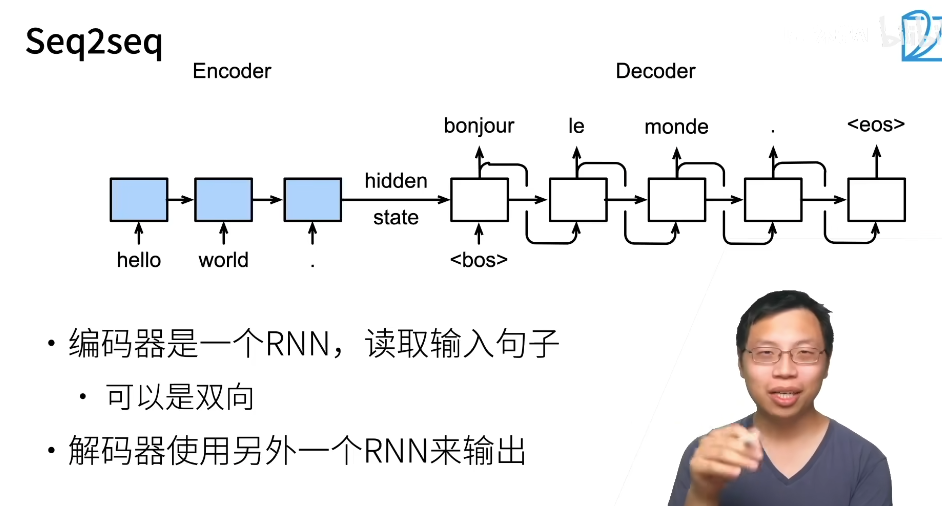 Seq2seq
Encoder
Decoder
bonjour le monde . <eos>
hidden
state
hello world . <bos>
• 编码器是一个RNN，读取输入句子
• 可以是双向
• 解码器使用另外一个RNN来输出